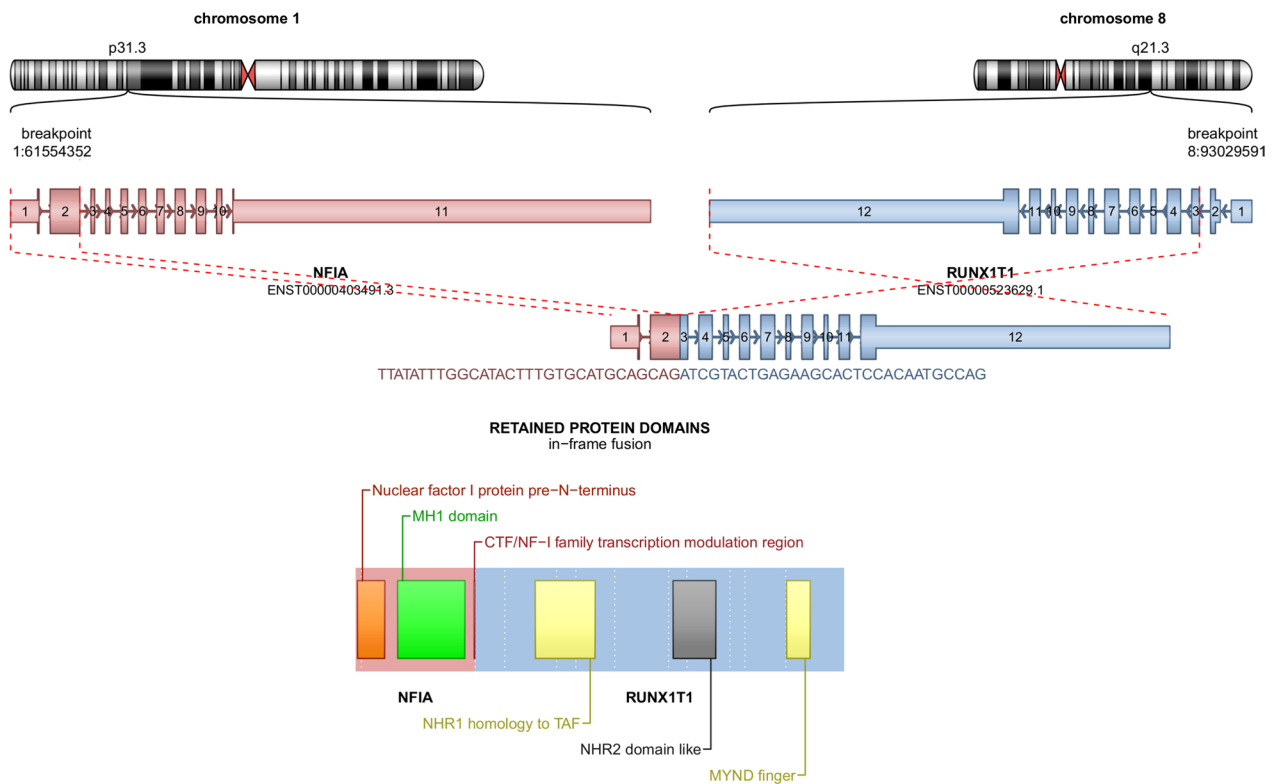 chromosome 1
chromosome 8
p31.3
q21.3
breakpoint
1:61554352
breakpoint
8:93029591
1 2 3 4 5 6 7 8 9 10 11
12 11 10 9 8 7 6 5 4 3 2 1
NFIA
ENST00000403491.3
RUNX1T1
ENST00000523629.1
1 2 3 4 5 6 7 8 9 10 11 12
TTATATTTGGCATACTTTGTGCATGCAGCAGATCGTACTGAGAAGCACTCCACAATGCCAG
RETAINED PROTEIN DOMAINS
in−frame fusion
Nuclear factor I protein pre−N−terminus
MH1 domain
CTF/NF−I family transcription modulation region
NFIA
RUNX1T1
NHR1 homology to TAF
NHR2 domain like
MYND finger